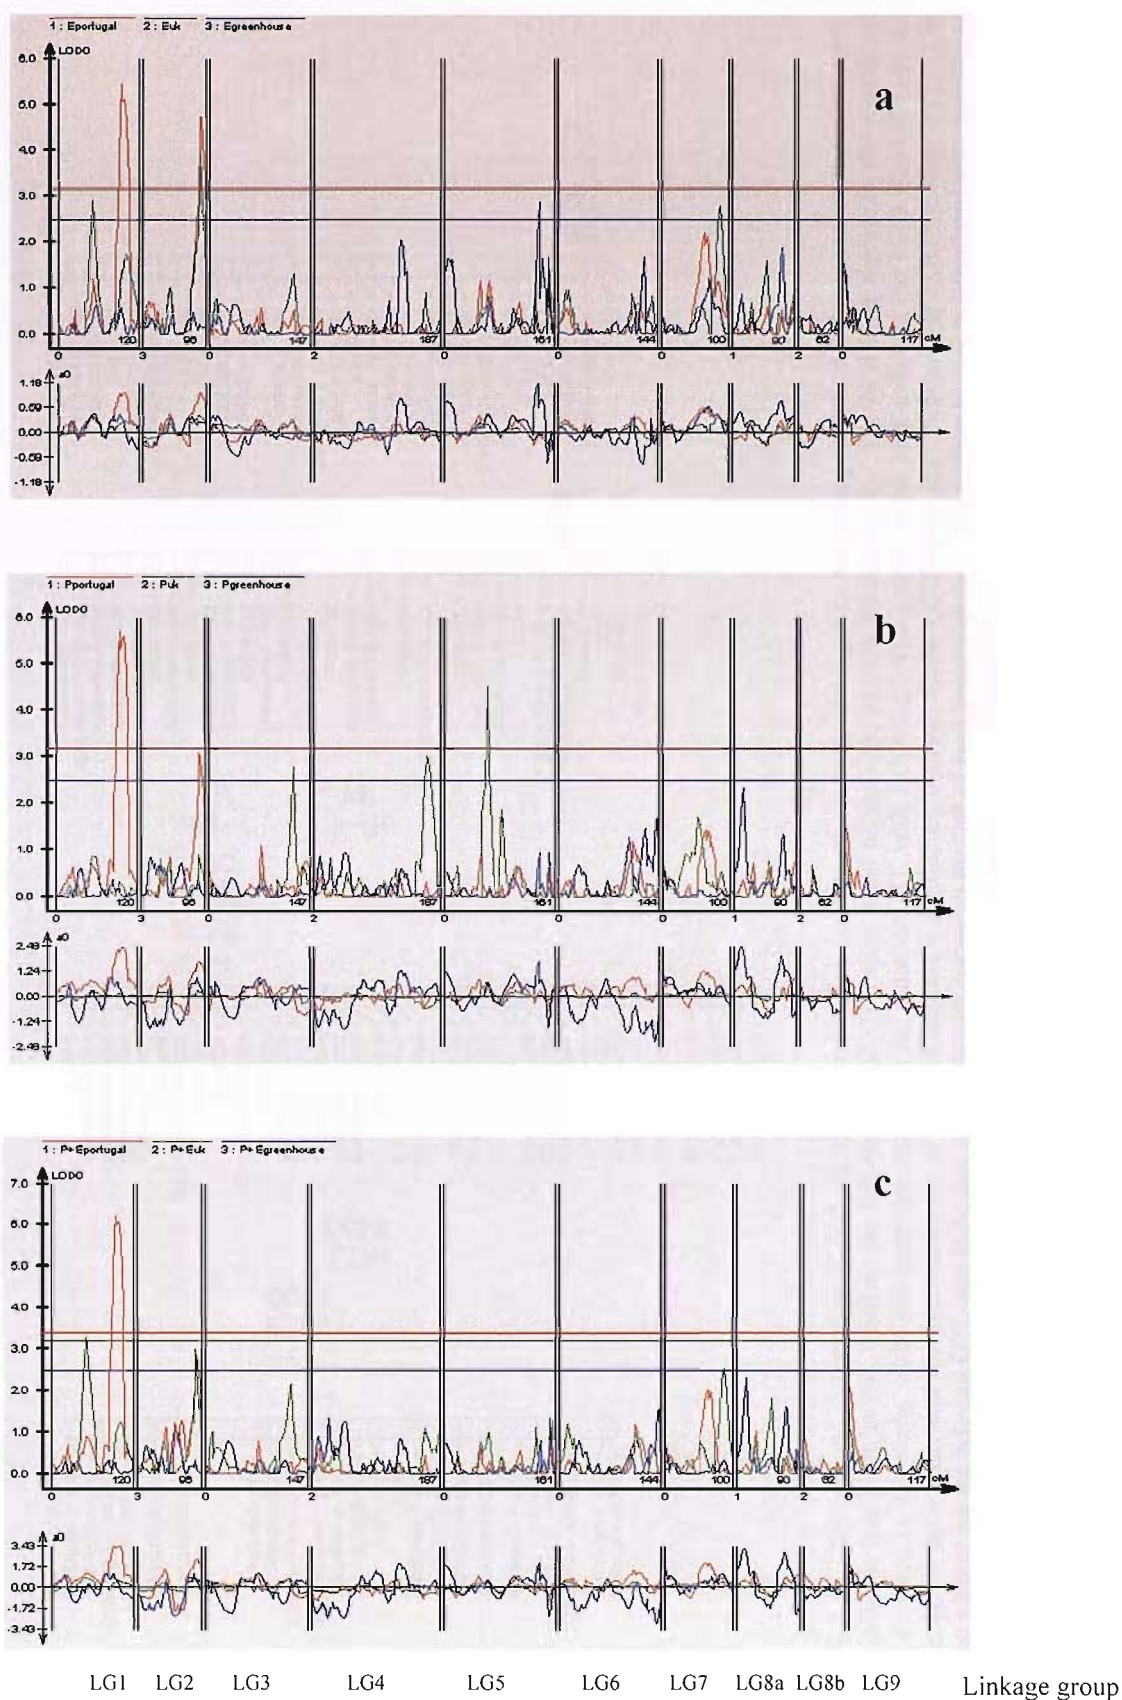 1 : Eportugal 2 : Euk 3 : Egreenhouse
LOD0
6.0
5.0
4.0
3.0
2.0
1.0
0.0
a
120 96 147 187 161 144 100 90 62 117 cM
0 3 0 2 0 0 0 1 2 0
a0
1.18
0.59
0.00
-0.59
-1.18
1 : Pportugal 2 : Puk 3 : Pgreenhouse
LOD0
6.0
5.0
4.0
3.0
2.0
1.0
0.0
b
120 96 147 187 161 144 100 90 62 117 cM
0 3 0 2 0 0 0 1 2 0
a0
2.48
1.24
0.00
-1.24
-2.48
1 : P+Eportugal 2 : P+Euk 3 : P+Egreenhouse
LOD0
7.0
6.0
5.0
4.0
3.0
2.0
1.0
0.0
c
120 96 147 187 161 144 100 90 62 117 cM
0 3 0 2 0 0 0 1 2 0
a0
3.43
1.72
0.00
-1.72
-3.43
LG1 LG2 LG3 LG4 LG5 LG6 LG7 LG8a LG8b LG9 Linkage group